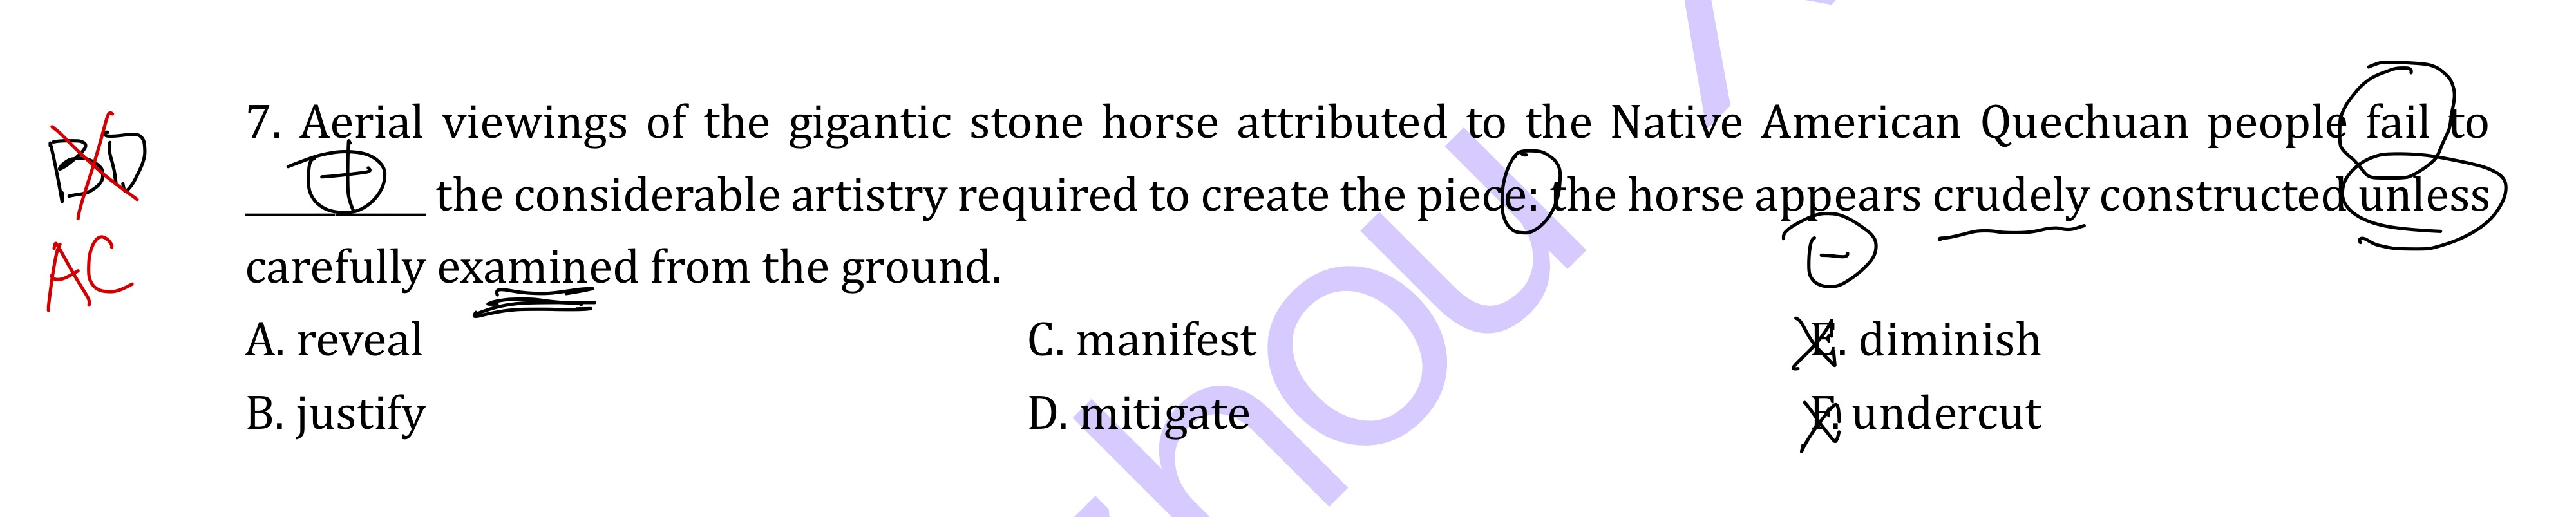 7. Aerial viewings of the gigantic stone horse attributed to the Native American Quechuan people fail to
_________ the considerable artistry required to create the piece: the horse appears crudely constructed unless
carefully examined from the ground.
A. reveal C. manifest E. diminish
B. justify D. mitigate F. undercut
BD
AC
+
-
hou